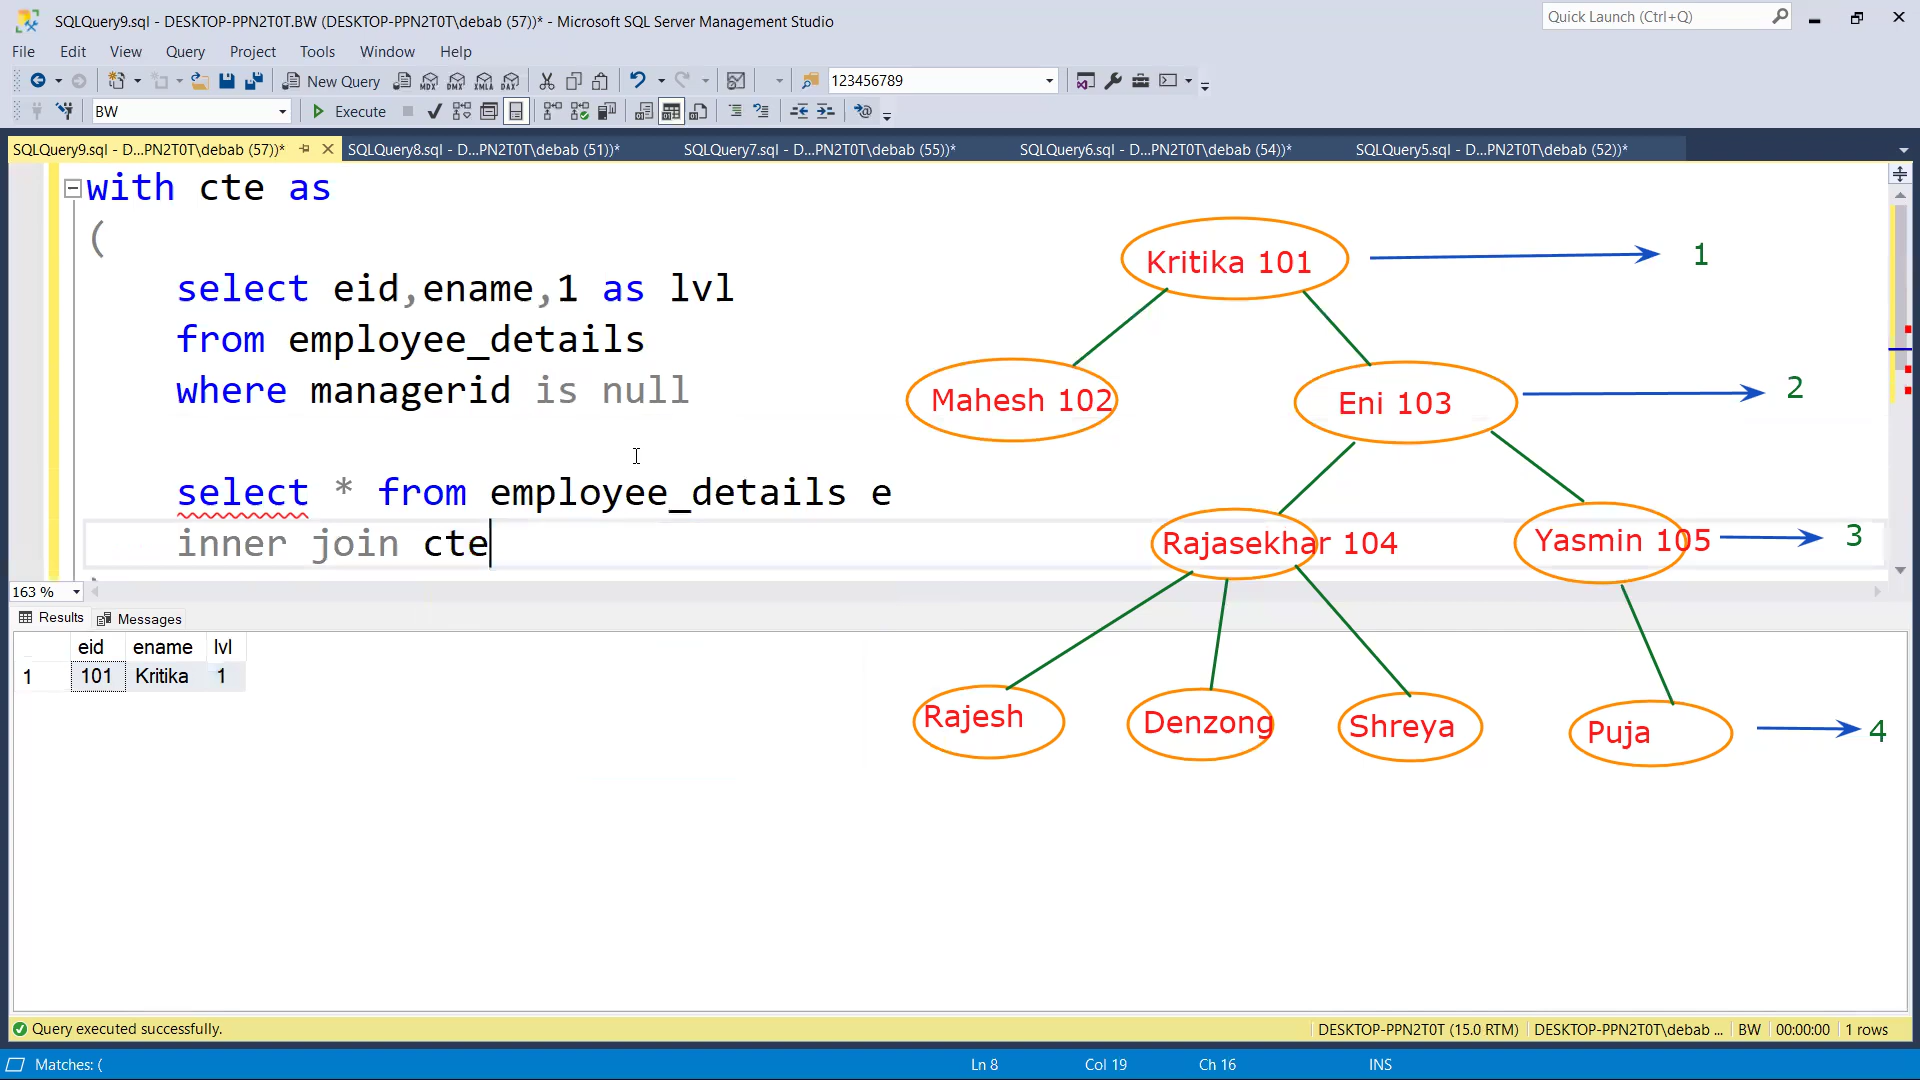 SQLQuery9.sql - DESKTOP-PPN2T0T.BW (DESKTOP-PPN2T0T\debab (57))* - Microsoft SQL Server Management Studio
Quick Launch (Ctrl+Q)
File Edit View Query Project Tools Window Help
New Query MDX DMX XMLA DAX 123456789
BW Execute
SQLQuery9.sql - D...PN2T0T\debab (57))* SQLQuery8.sql - D...PN2T0T\debab (51))* SQLQuery7.sql - D...PN2T0T\debab (55))* SQLQuery6.sql - D...PN2T0T\debab (54))* SQLQuery5.sql - D...PN2T0T\debab (52))*
with cte as
(
select eid,ename,1 as lvl
from employee_details
where managerid is null
select * from employee_details e
inner join cte
Kritika 101 1
Mahesh 102 Eni 103 2
Rajasekhar 104 Yasmin 105 3
Rajesh Denzong Shreya Puja 4
163 %
Results Messages
eid ename lvl
1 101 Kritika 1
Query executed successfully. DESKTOP-PPN2T0T (15.0 RTM) DESKTOP-PPN2T0T\debab ... BW 00:00:00 1 rows
Matches: ( Ln 8 Col 19 Ch 16 INS